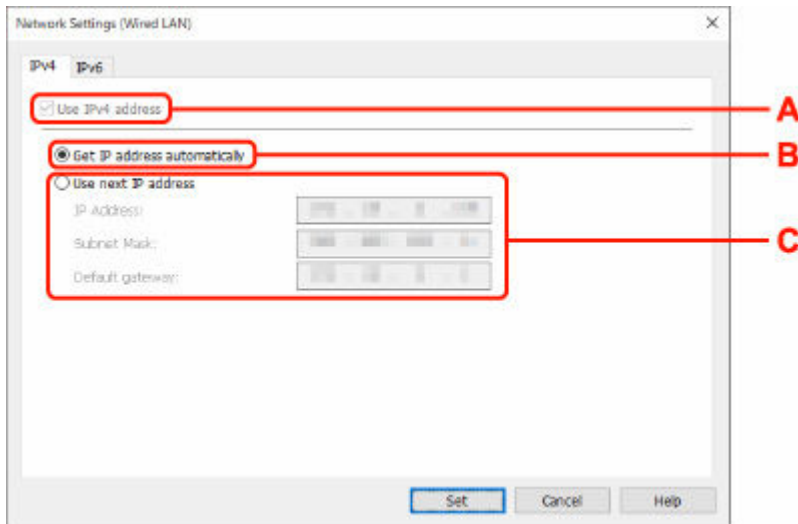 Network Settings (Wired LAN)
IPv4 IPv6
Use IPv4 address
A
Get IP address automatically
B
Use next IP address
IP Address:
Subnet Mask:
C
Default gateway:
Set Cancel Help